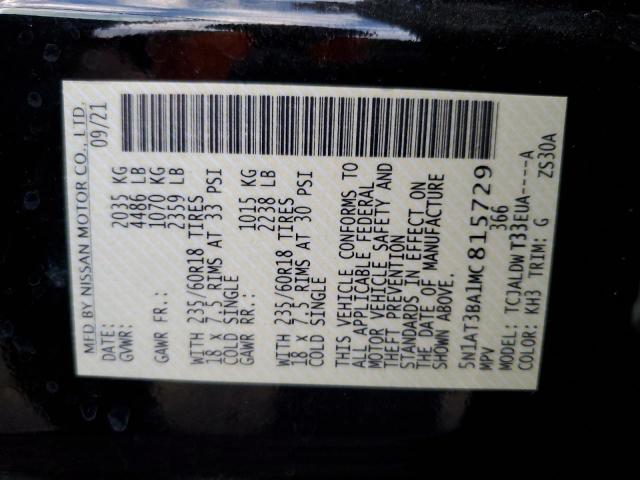 MFD BY NISSAN MOTOR CO., LTD.
DATE: 09/21
GVWR: 2035 KG
4486 LB
GAWR FR.: 1070 KG
2359 LB
WITH 235/60R18 TIRES
18 x 7.5 RIMS AT 33 PSI
COLD SINGLE
GAWR RR.: 1015 KG
2238 LB
WITH 235/60R18 TIRES
18 x 7.5 RIMS AT 30 PSI
COLD SINGLE
THIS VEHICLE CONFORMS TO
ALL APPLICABLE FEDERAL
MOTOR VEHICLE SAFETY AND
THEFT PREVENTION
STANDARDS IN EFFECT ON
THE DATE OF MANUFACTURE
SHOWN ABOVE.
5N1AT3BA1MC815729
MPV 366
MODEL: TCJALDW T33EUA-----A
COLOR: KH3 TRIM: G ZS30A